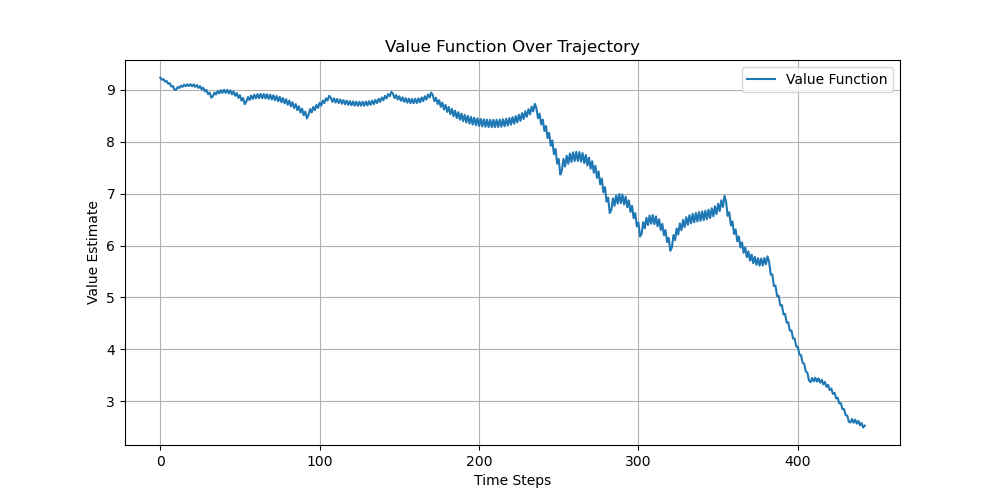 Value Function Over Trajectory
Value Function
Value Estimate
9
8
7
6
5
4
3
0 100 200 300 400
Time Steps